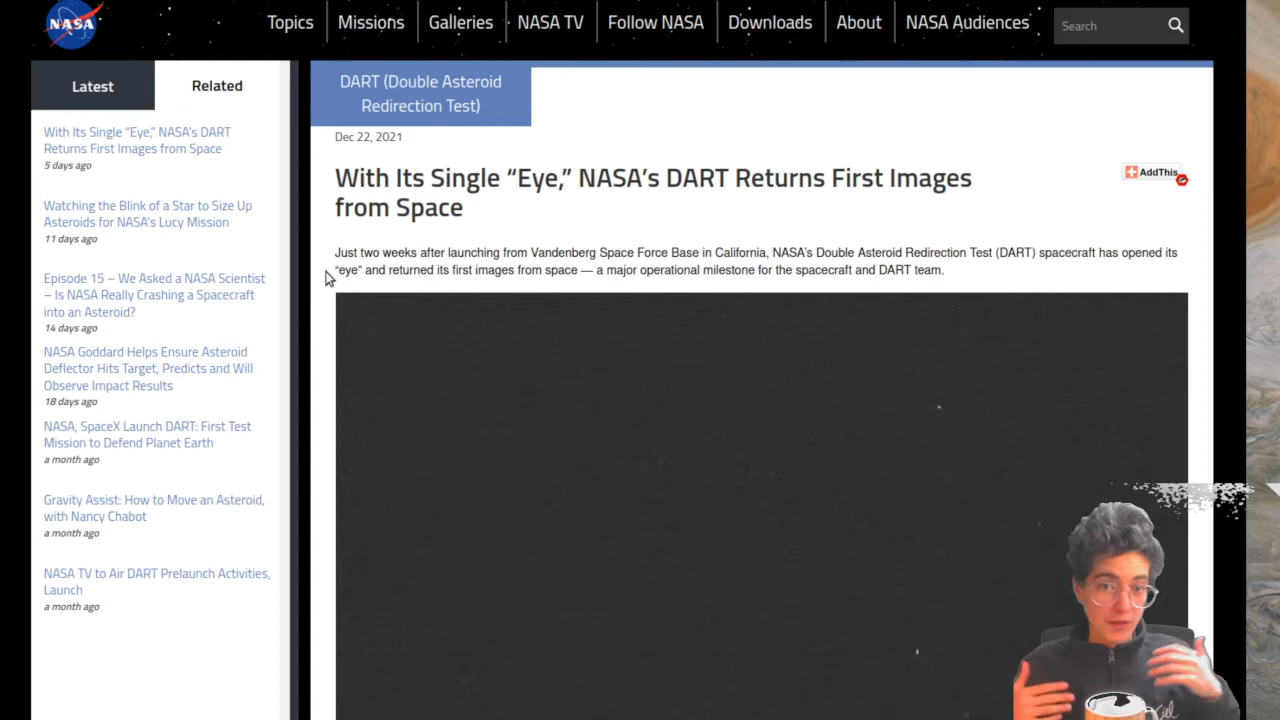 NASA
Topics
Missions
Galleries
NASA TV
Follow NASA
Downloads
About
NASA Audiences
Search
Latest
Related
With Its Single “Eye,” NASA’s DART
Returns First Images from Space
5 days ago
Watching the Blink of a Star to Size Up
Asteroids for NASA’s Lucy Mission
11 days ago
Episode 15 – We Asked a NASA Scientist
– Is NASA Really Crashing a Spacecraft
into an Asteroid?
14 days ago
NASA Goddard Helps Ensure Asteroid
Deflector Hits Target, Predicts and Will
Observe Impact Results
18 days ago
NASA, SpaceX Launch DART: First Test
Mission to Defend Planet Earth
a month ago
Gravity Assist: How to Move an Asteroid,
with Nancy Chabot
a month ago
NASA TV to Air DART Prelaunch Activities,
Launch
a month ago
DART (Double Asteroid
Redirection Test)
Dec 22, 2021
With Its Single “Eye,” NASA’s DART Returns First Images
from Space
AddThis
Just two weeks after launching from Vandenberg Space Force Base in California, NASA’s Double Asteroid Redirection Test (DART) spacecraft has opened its
“eye” and returned its first images from space — a major operational milestone for the spacecraft and DART team.